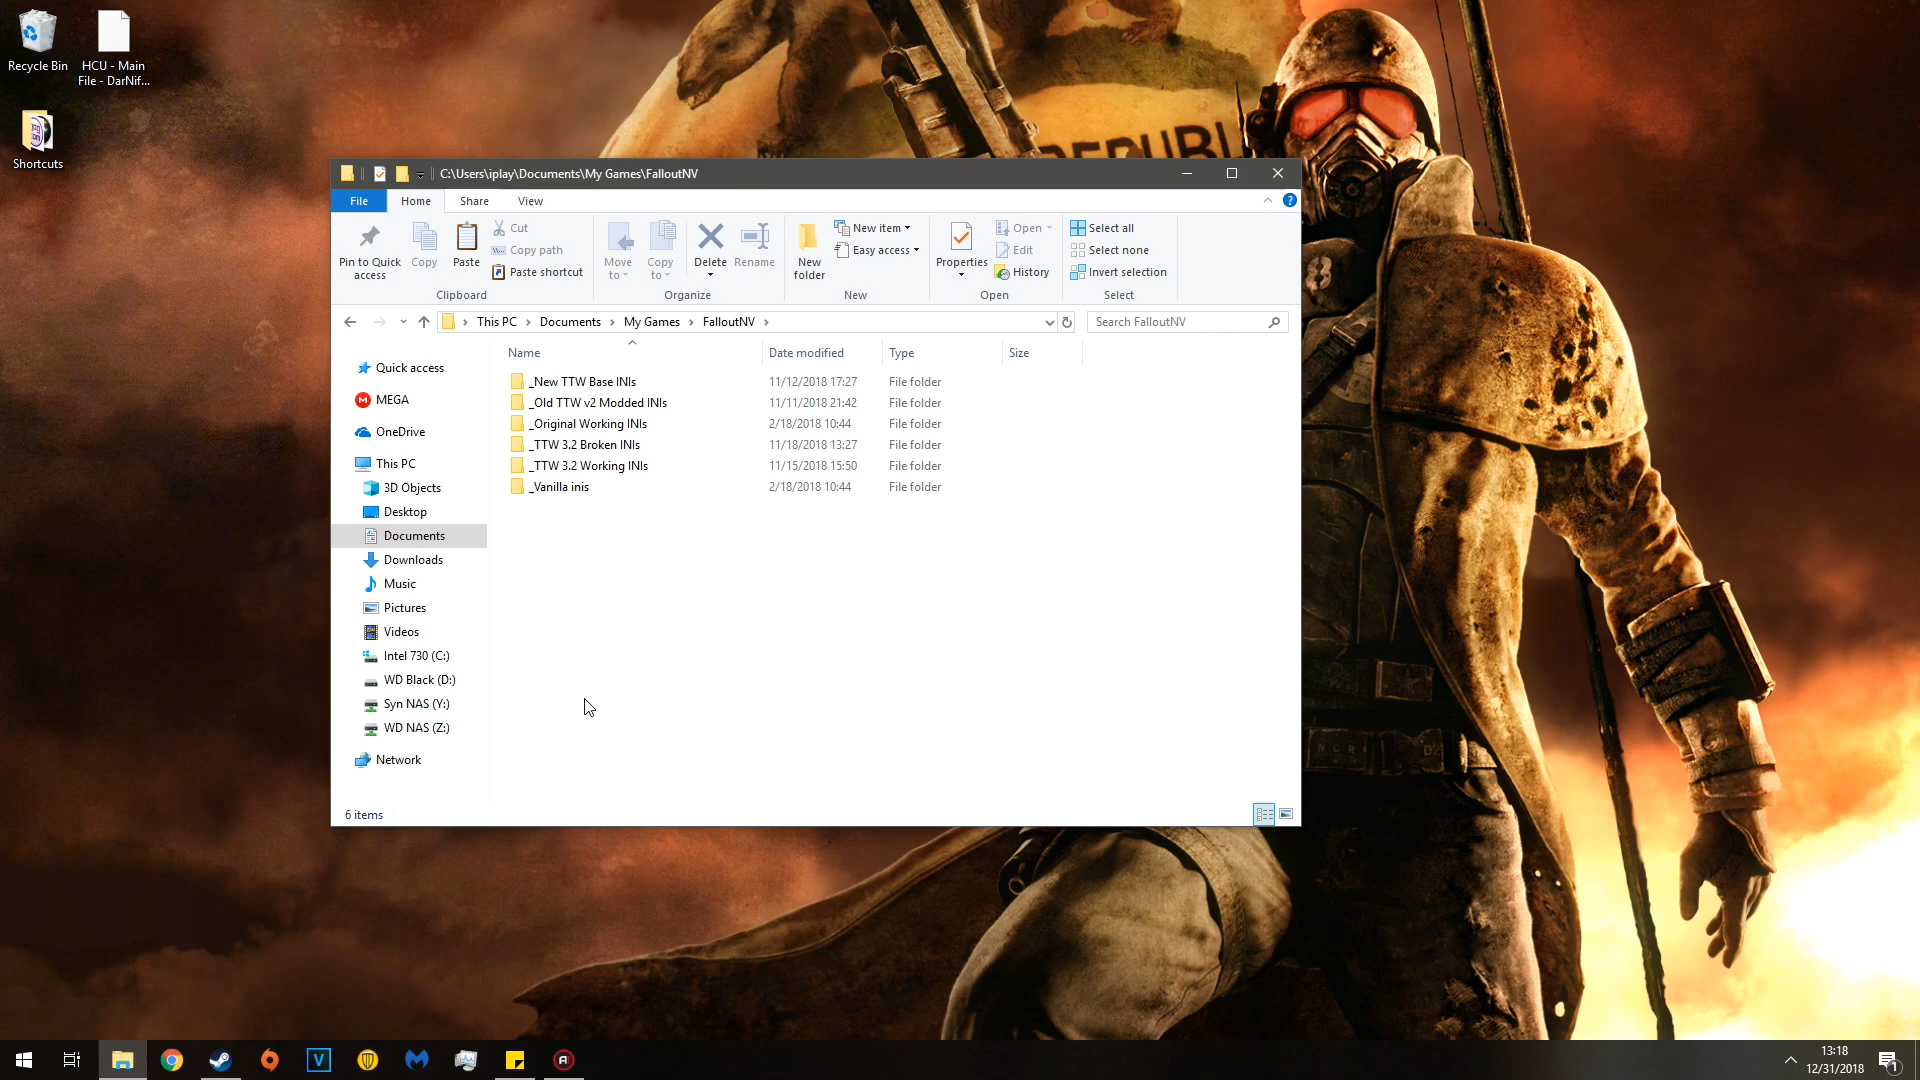 Recycle Bin
HCU - Main
File - DarNif...
Shortcuts
REPUBL
C:\Users\iplay\Documents\My Games\FalloutNV
File
Home
Share
View
Pin to Quick
access
Copy
Paste
Cut
Copy path
Paste shortcut
Clipboard
Move
to
Copy
to
Delete
Rename
Organize
New
folder
New item
Easy access
New
Properties
Open
Edit
History
Open
Select all
Select none
Invert selection
Select
This PC
Documents
My Games
FalloutNV
Search FalloutNV
Name
Date modified
Type
Size
_New TTW Base INIs 11/12/2018 17:27 File folder
_Old TTW v2 Modded INIs 11/11/2018 21:42 File folder
_Original Working INIs 2/18/2018 10:44 File folder
_TTW 3.2 Broken INIs 11/18/2018 13:27 File folder
_TTW 3.2 Working INIs 11/15/2018 15:50 File folder
_Vanilla inis 2/18/2018 10:44 File folder
Quick access
MEGA
OneDrive
This PC
3D Objects
Desktop
Documents
Downloads
Music
Pictures
Videos
Intel 730 (C:)
WD Black (D:)
Syn NAS (Y:)
WD NAS (Z:)
Network
6 items
13:18
12/31/2018
1